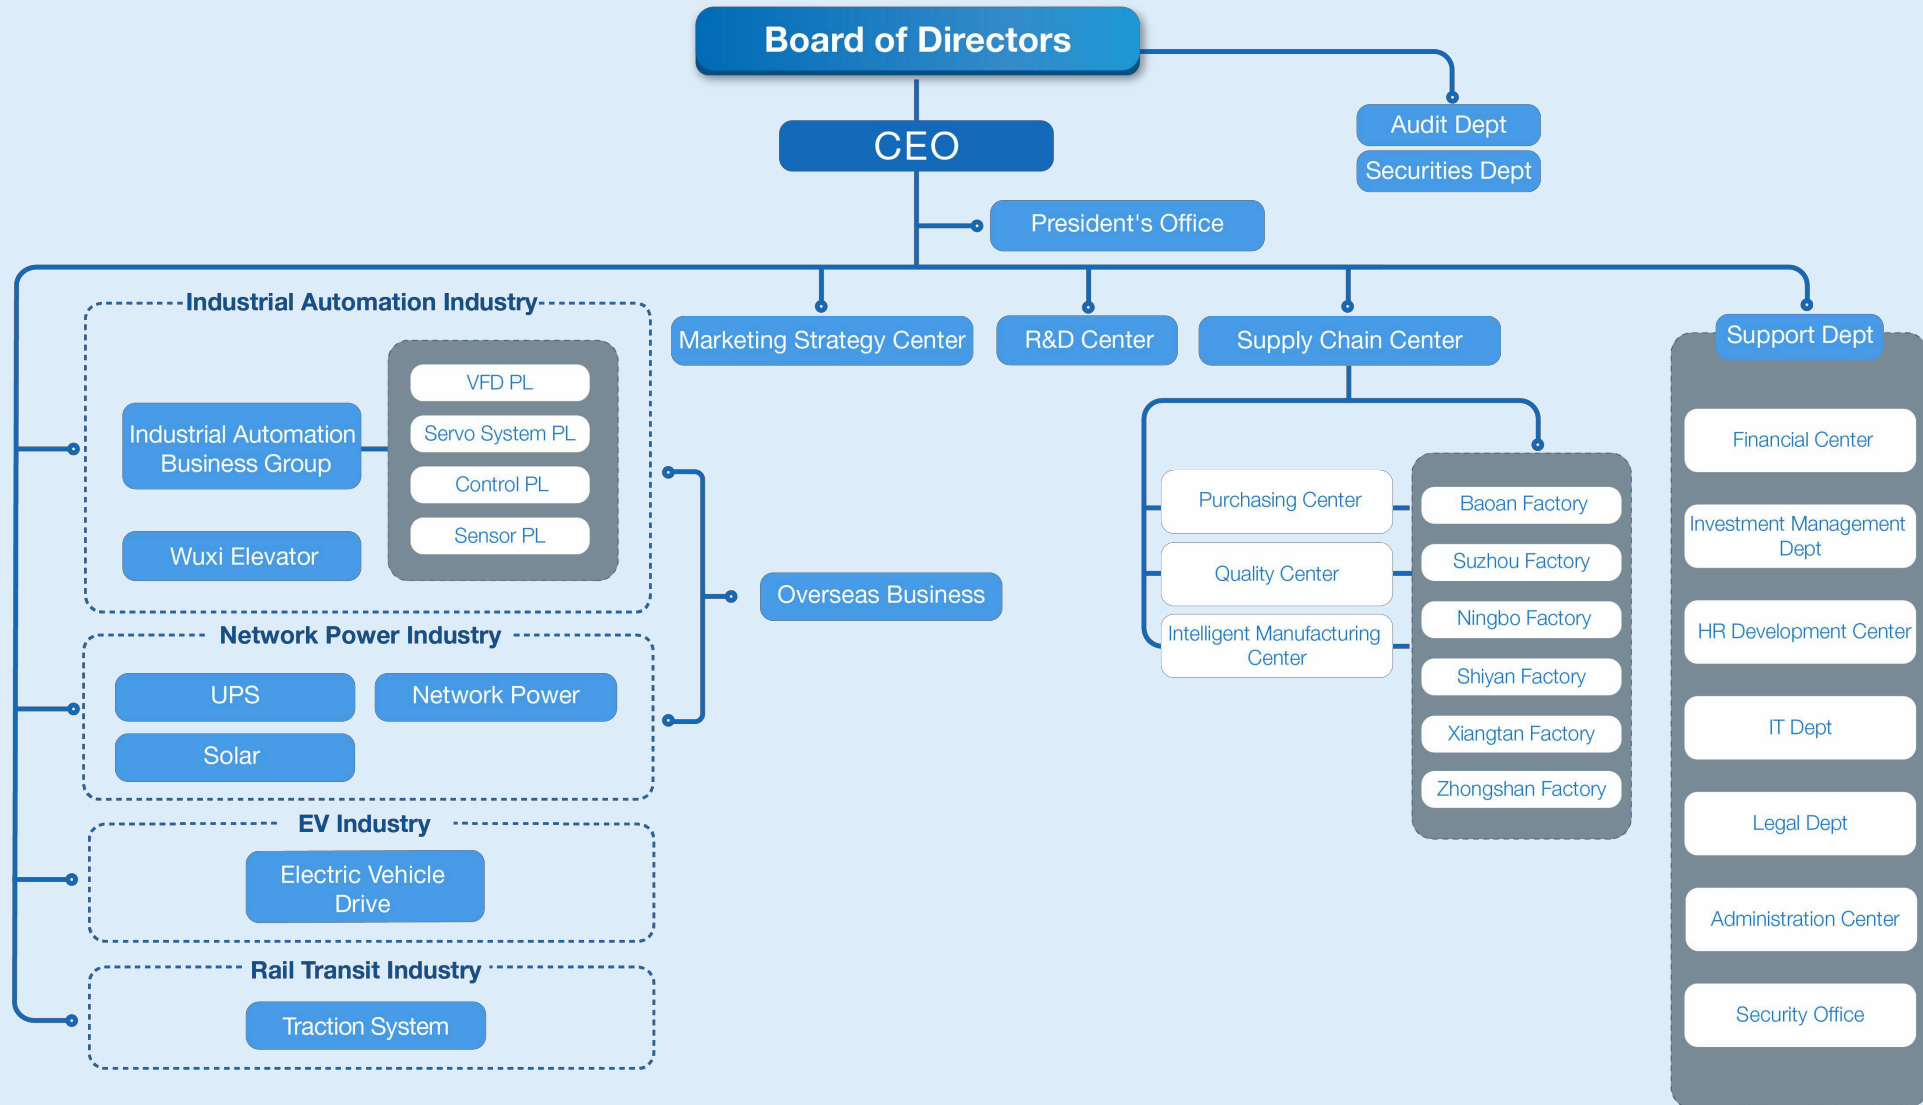 Board of Directors
CEO
Audit Dept
Securities Dept
President's Office
Industrial Automation Industry
Industrial Automation
Business Group
Wuxi Elevator
VFD PL
Servo System PL
Control PL
Sensor PL
Network Power Industry
UPS
Network Power
Solar
EV Industry
Electric Vehicle
Drive
Rail Transit Industry
Traction System
Overseas Business
Marketing Strategy Center
R&D Center
Supply Chain Center
Purchasing Center
Quality Center
Intelligent Manufacturing
Center
Baoan Factory
Suzhou Factory
Ningbo Factory
Shiyan Factory
Xiangtan Factory
Zhongshan Factory
Support Dept
Financial Center
Investment Management
Dept
HR Development Center
IT Dept
Legal Dept
Administration Center
Security Office